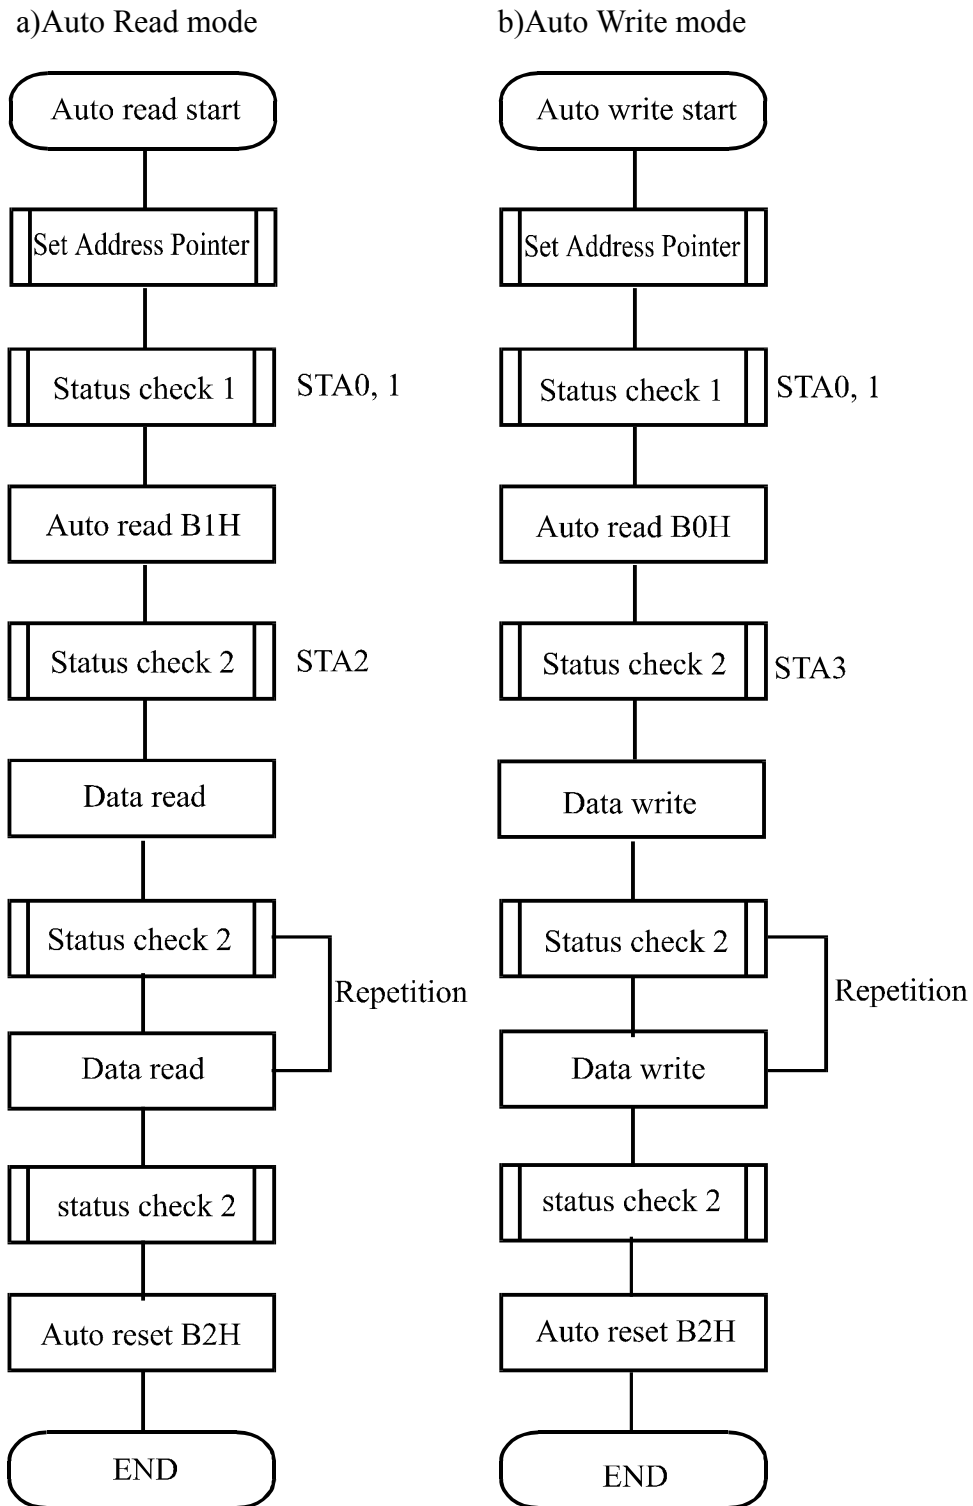 a)Auto Read mode
Auto read start
Set Address Pointer
Status check 1
STA0, 1
Auto read B1H
Status check 2
STA2
Data read
Status check 2
Repetition
Data read
status check 2
Auto reset B2H
END
b)Auto Write mode
Auto write start
Set Address Pointer
Status check 1
STA0, 1
Auto read B0H
Status check 2
STA3
Data write
Status check 2
Repetition
Data write
status check 2
Auto reset B2H
END